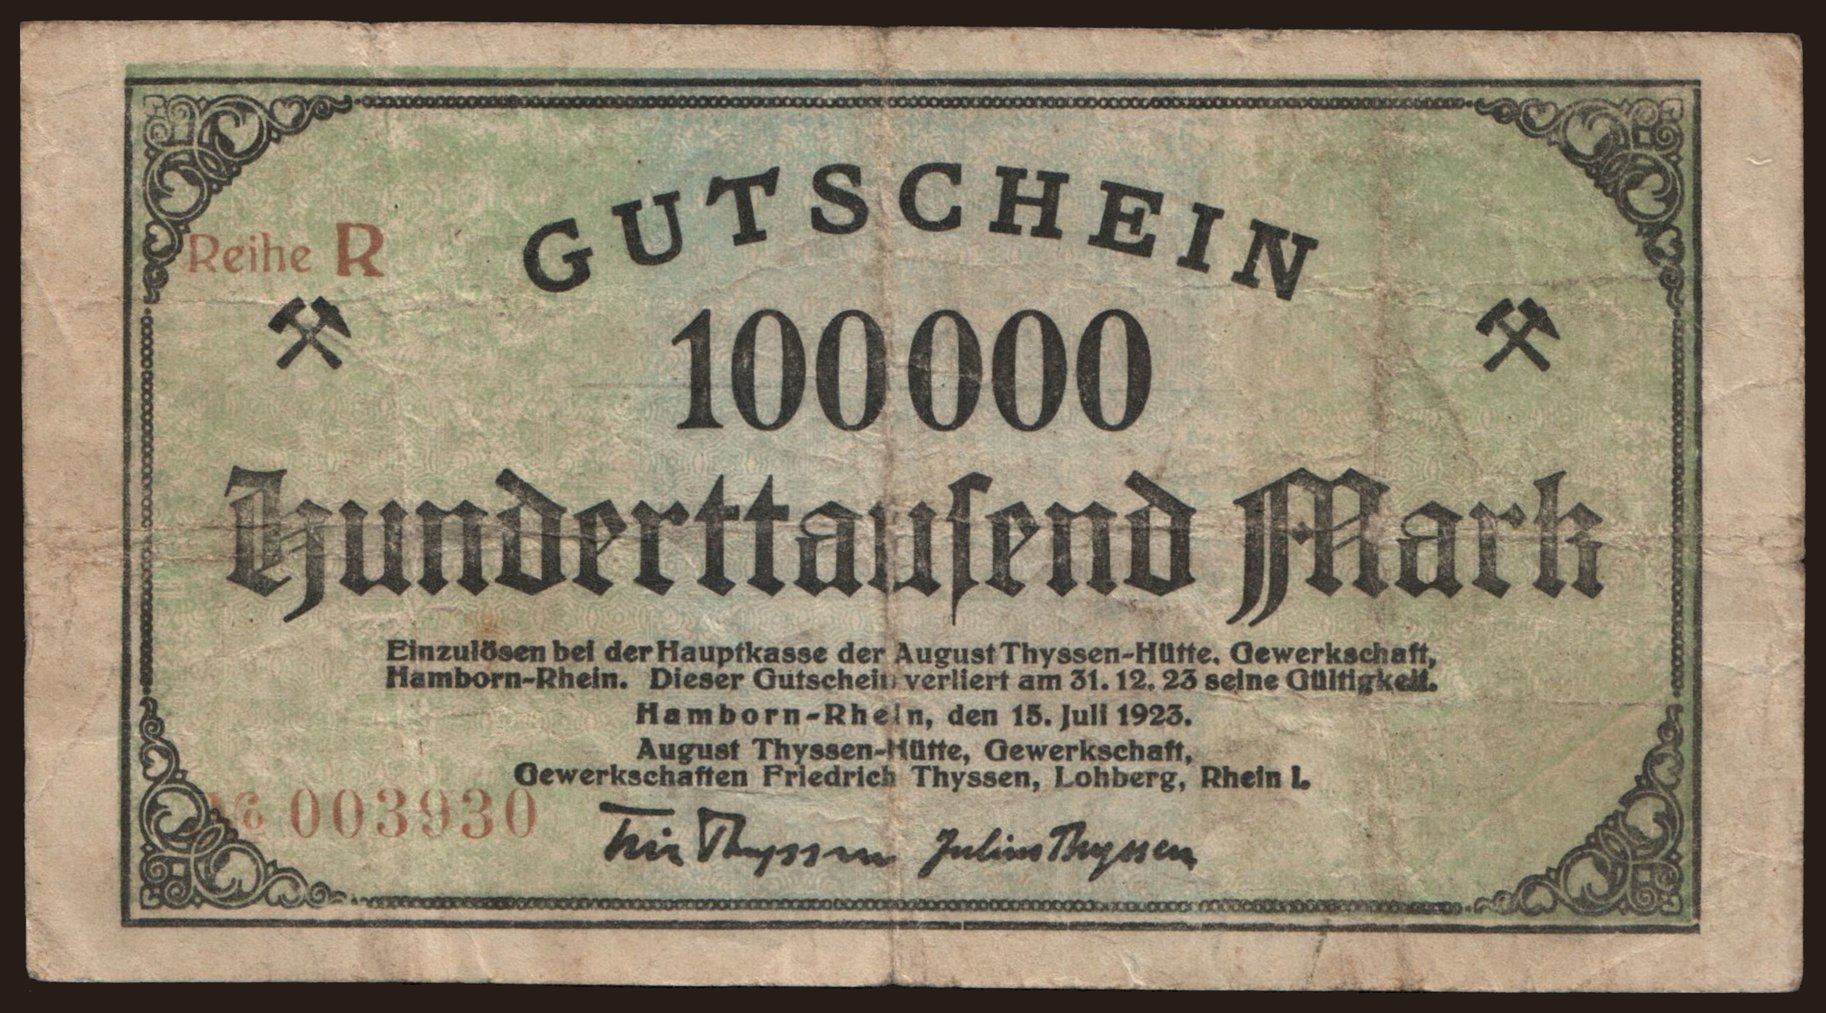 GUTSCHEIN
Reihe R
100000
Hunderttausend Mark
Einzulösen bei der Hauptkasse der August Thyssen-Hütte, Gewerkschaft,
Hamborn-Rhein. Dieser Gutschein verliert am 31. 12. 23 seine Gültigkeit.
Hamborn-Rhein, den 15. Juli 1923.
August Thyssen-Hütte, Gewerkschaft,
Gewerkschaften Friedrich Thyssen, Lohberg, Rhein I.
No 003930
Fritz Thyssen Julius Thyssen